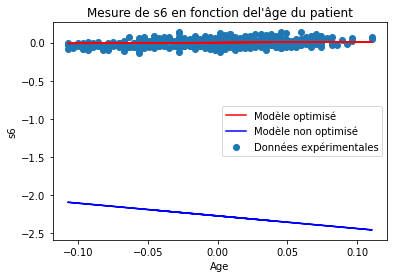 Mesure de s6 en fonction del'âge du patient
0.0
−0.5
−1.0
−1.5
−2.0
−2.5
s6
Modèle optimisé
Modèle non optimisé
Données expérimentales
−0.10
−0.05
0.00
0.05
0.10
Age